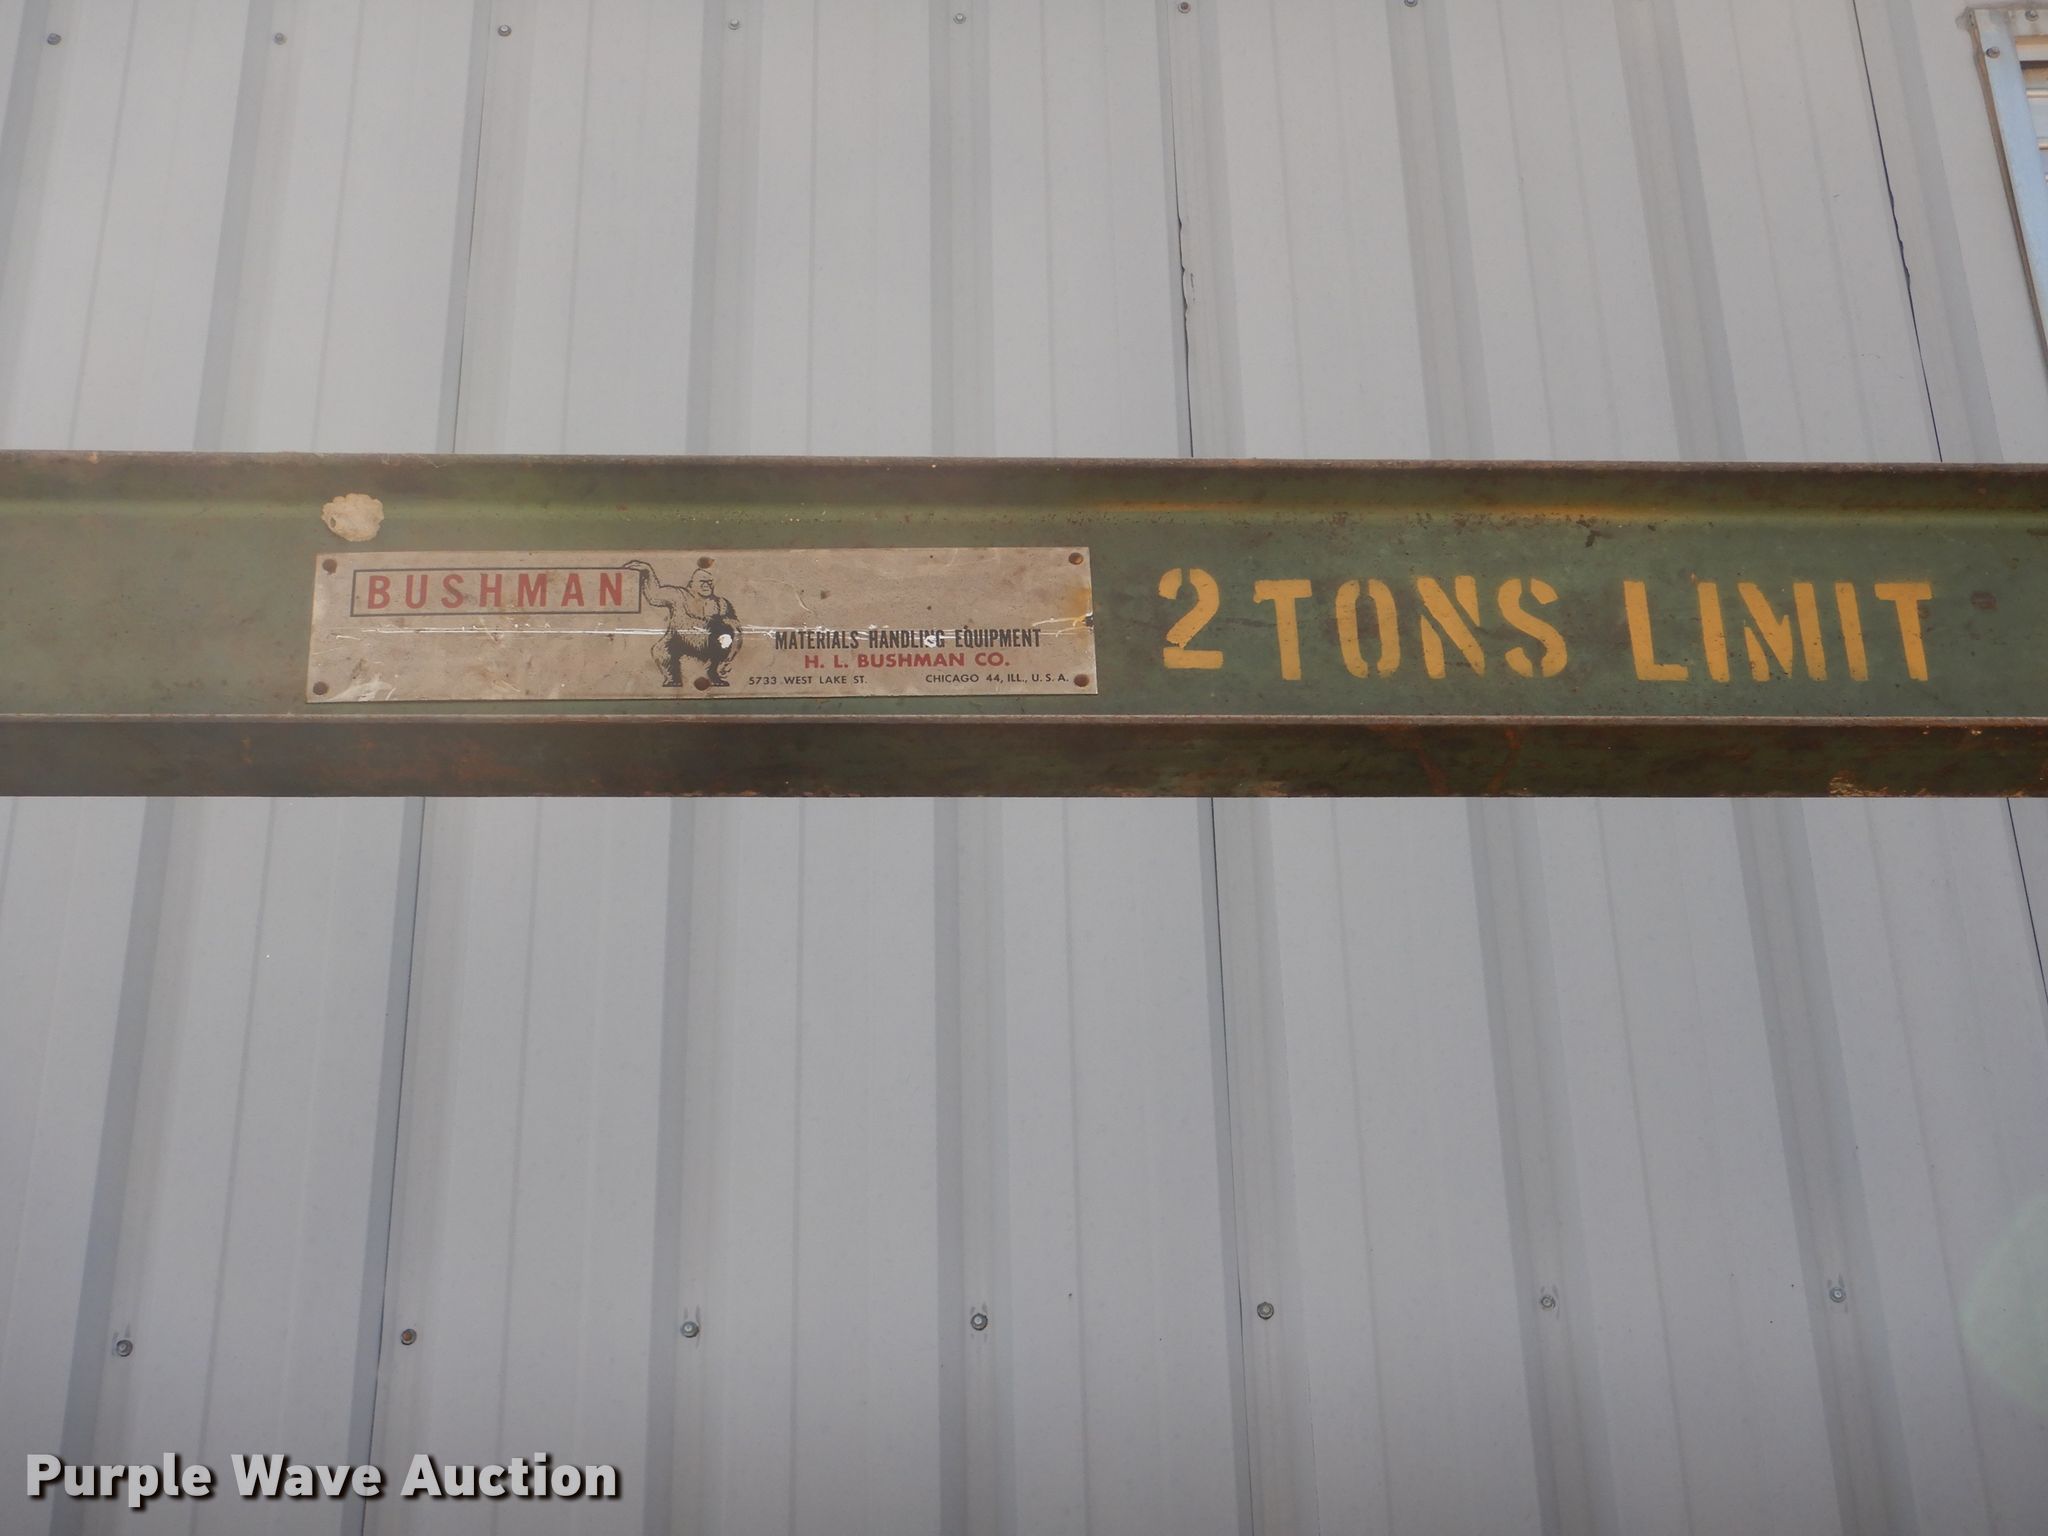 BUSHMAN
MATERIALS HANDLING EQUIPMENT
H. L. BUSHMAN CO.
5733 WEST LAKE ST. CHICAGO 44, ILL., U. S. A.
2 TONS LIMIT
Purple Wave Auction